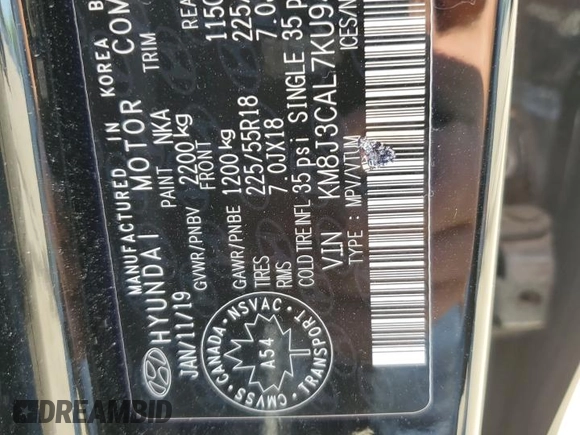 MANUFACTURED IN KOREA B
HYUNDAI MOTOR COM
JAN/11/19 PAINT NKA TRIM
GVWR/PNBV 2200 kg
FRONT REA
GAWR/PNBE 1200 kg 1150
TIRES 225/55R18 225
RMS 7.0JX18 7.0
COLD TIRE INFL 35 psi SINGLE 35 p
VIN KM8J3CAL7KU9
TYPE : MPV/VTUM ICES/N
CANADA · NSVAC
CMVSS TRANSPORT
A54
DREAMBID